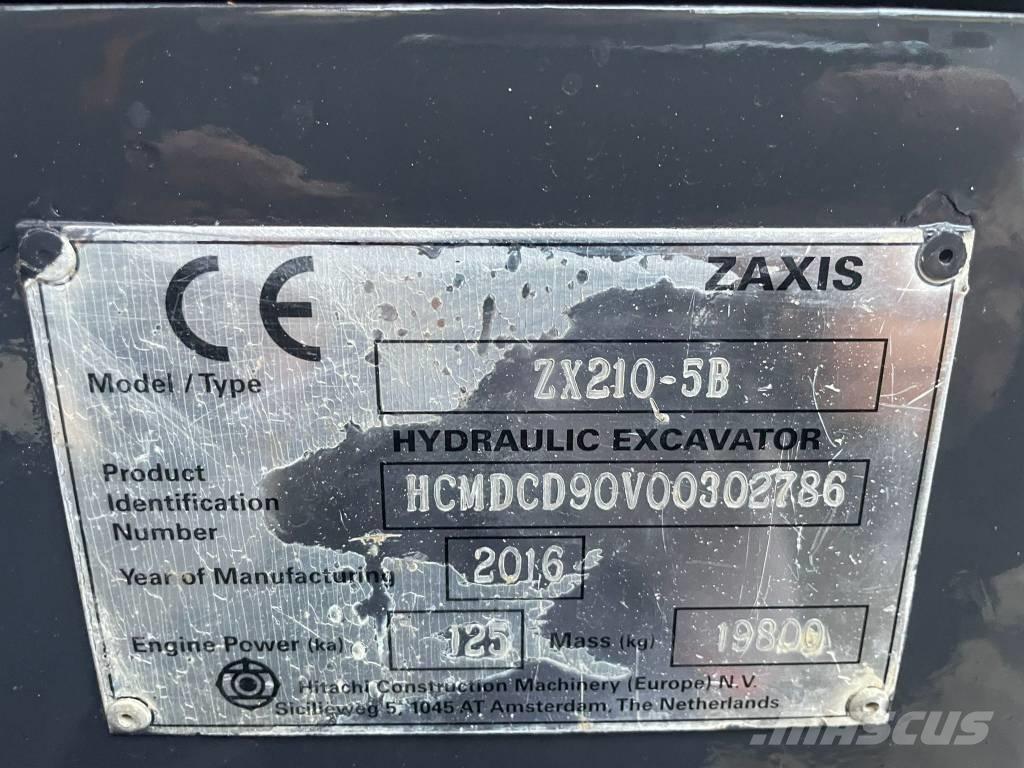 CE
ZAXIS
Model / Type ZX210-5B
HYDRAULIC EXCAVATOR
Product
Identification HCMDCD90V00302786
Number
Year of Manufacturing 2016
Engine Power (ka) 125 Mass (kg) 19800
Hitachi Construction Machinery (Europe) N.V.
Sicilieweg 5, 1045 AT Amsterdam, The Netherlands
MASCUS